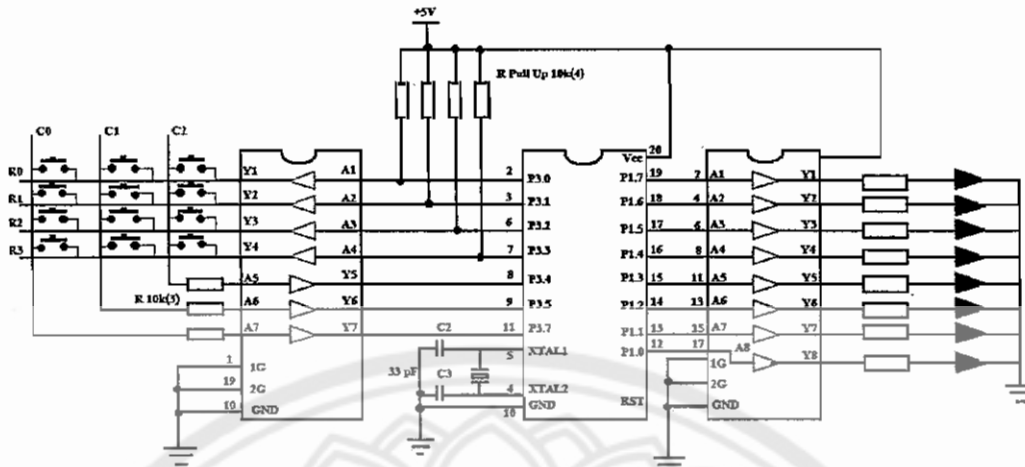 +5V
R Pull Up 10k(4)
C0 C1 C2
R0
R1
R2
R3
Y1 A1
Y2 A2
Y3 A3
Y4 A4
A5 Y5
A6 Y6
A7 Y7
R 10k(3)
1 1G
19 2G
10 GND
33 pF
C2
C3
2 P3.0
3 P3.1
6 P3.2
7 P3.3
8 P3.4
9 P3.5
11 P3.7
5 XTAL1
4 XTAL2
10 GND
Vcc 20
P1.7 19
P1.6 18
P1.5 17
P1.4 16
P1.3 15
P1.2 14
P1.1 13
P1.0 12
RST
2 A1 Y1
4 A2 Y2
6 A3 Y3
8 A4 Y4
11 A5 Y5
13 A6 Y6
15 A7 Y7
17 A8 Y8
1G
2G
GND